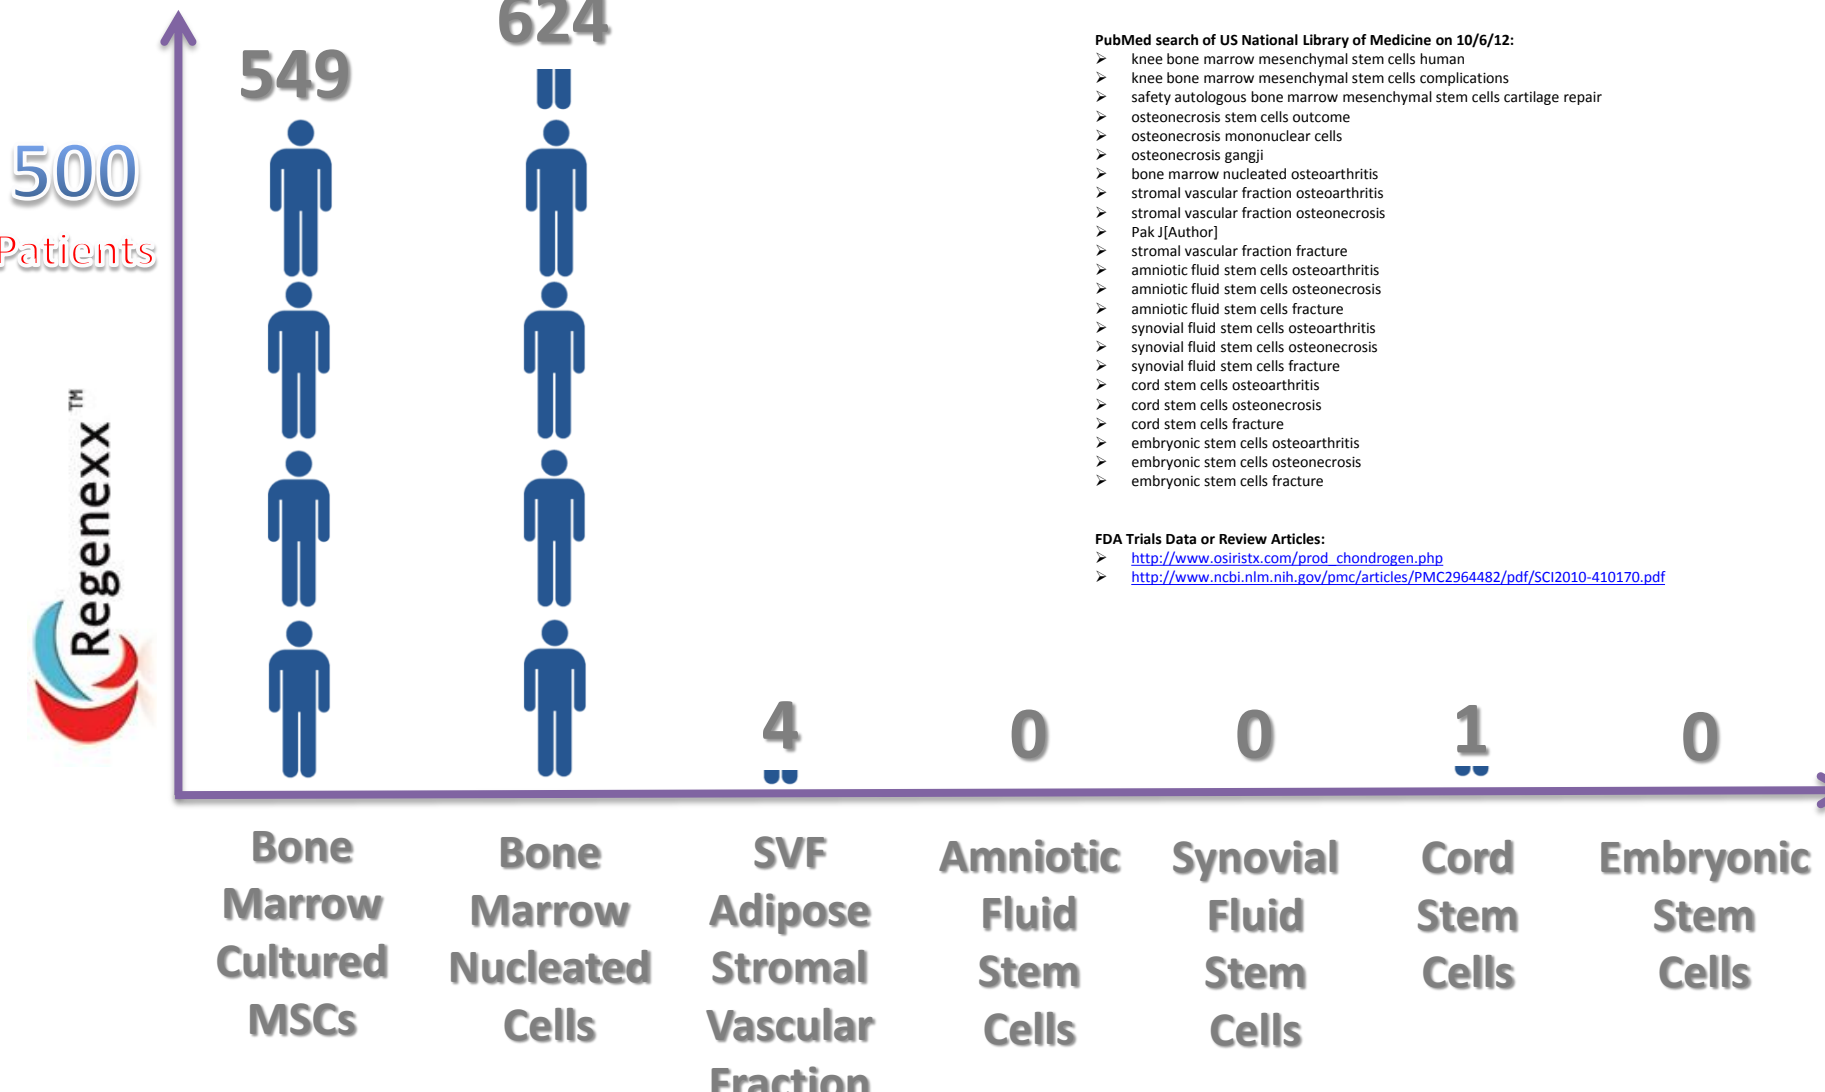 624
549
500
Patients
Regenexx™
PubMed search of US National Library of Medicine on 10/6/12:
➢ knee bone marrow mesenchymal stem cells human
➢ knee bone marrow mesenchymal stem cells complications
➢ safety autologous bone marrow mesenchymal stem cells cartilage repair
➢ osteonecrosis stem cells outcome
➢ osteonecrosis mononuclear cells
➢ osteonecrosis gangji
➢ bone marrow nucleated osteoarthritis
➢ stromal vascular fraction osteoarthritis
➢ stromal vascular fraction osteonecrosis
➢ Pak J[Author]
➢ stromal vascular fraction fracture
➢ amniotic fluid stem cells osteoarthritis
➢ amniotic fluid stem cells osteonecrosis
➢ amniotic fluid stem cells fracture
➢ synovial fluid stem cells osteoarthritis
➢ synovial fluid stem cells osteonecrosis
➢ synovial fluid stem cells fracture
➢ cord stem cells osteoarthritis
➢ cord stem cells osteonecrosis
➢ cord stem cells fracture
➢ embryonic stem cells osteoarthritis
➢ embryonic stem cells osteonecrosis
➢ embryonic stem cells fracture
FDA Trials Data or Review Articles:
➢ http://www.osiristx.com/prod_chondrogen.php
➢ http://www.ncbi.nlm.nih.gov/pmc/articles/PMC2964482/pdf/SCI2010-410170.pdf
4
0
0
1
0
Bone
Marrow
Cultured
MSCs
Bone
Marrow
Nucleated
Cells
SVF
Adipose
Stromal
Vascular
Fraction
Amniotic
Fluid
Stem
Cells
Synovial
Fluid
Stem
Cells
Cord
Stem
Cells
Embryonic
Stem
Cells